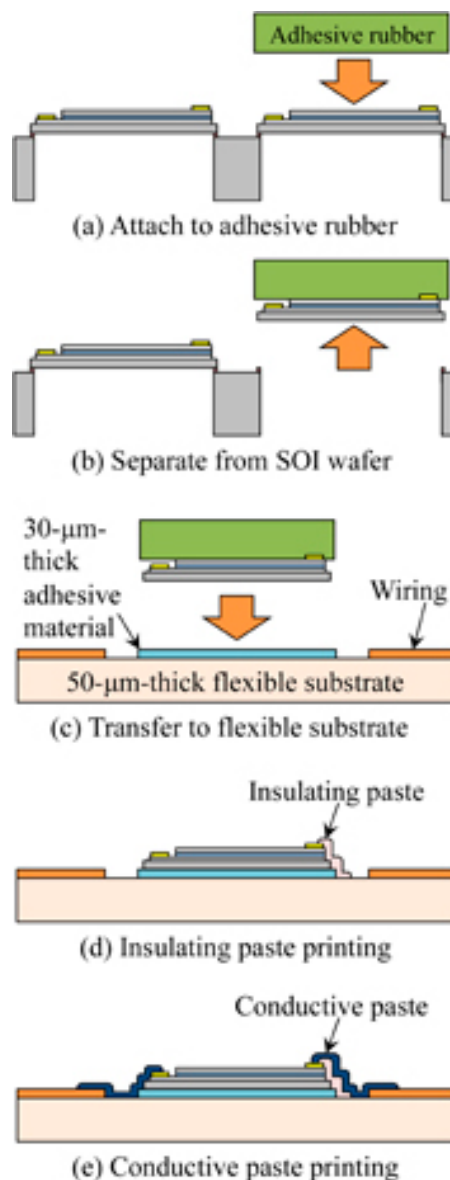 Adhesive rubber
(a) Attach to adhesive rubber
(b) Separate from SOI wafer
30-μm-
thick
adhesive
material
Wiring
50-μm-thick flexible substrate
(c) Transfer to flexible substrate
Insulating paste
(d) Insulating paste printing
Conductive paste
(e) Conductive paste printing